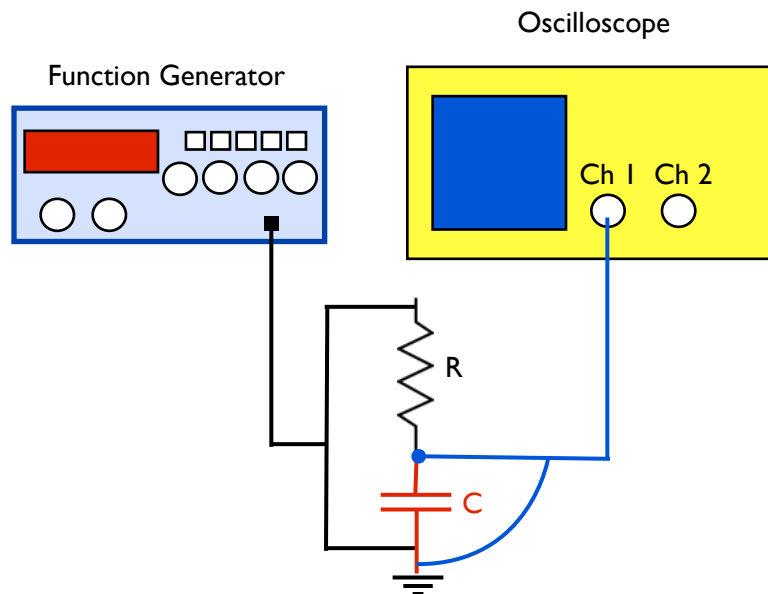 Oscilloscope
Function Generator
Ch 1 Ch 2
R
C